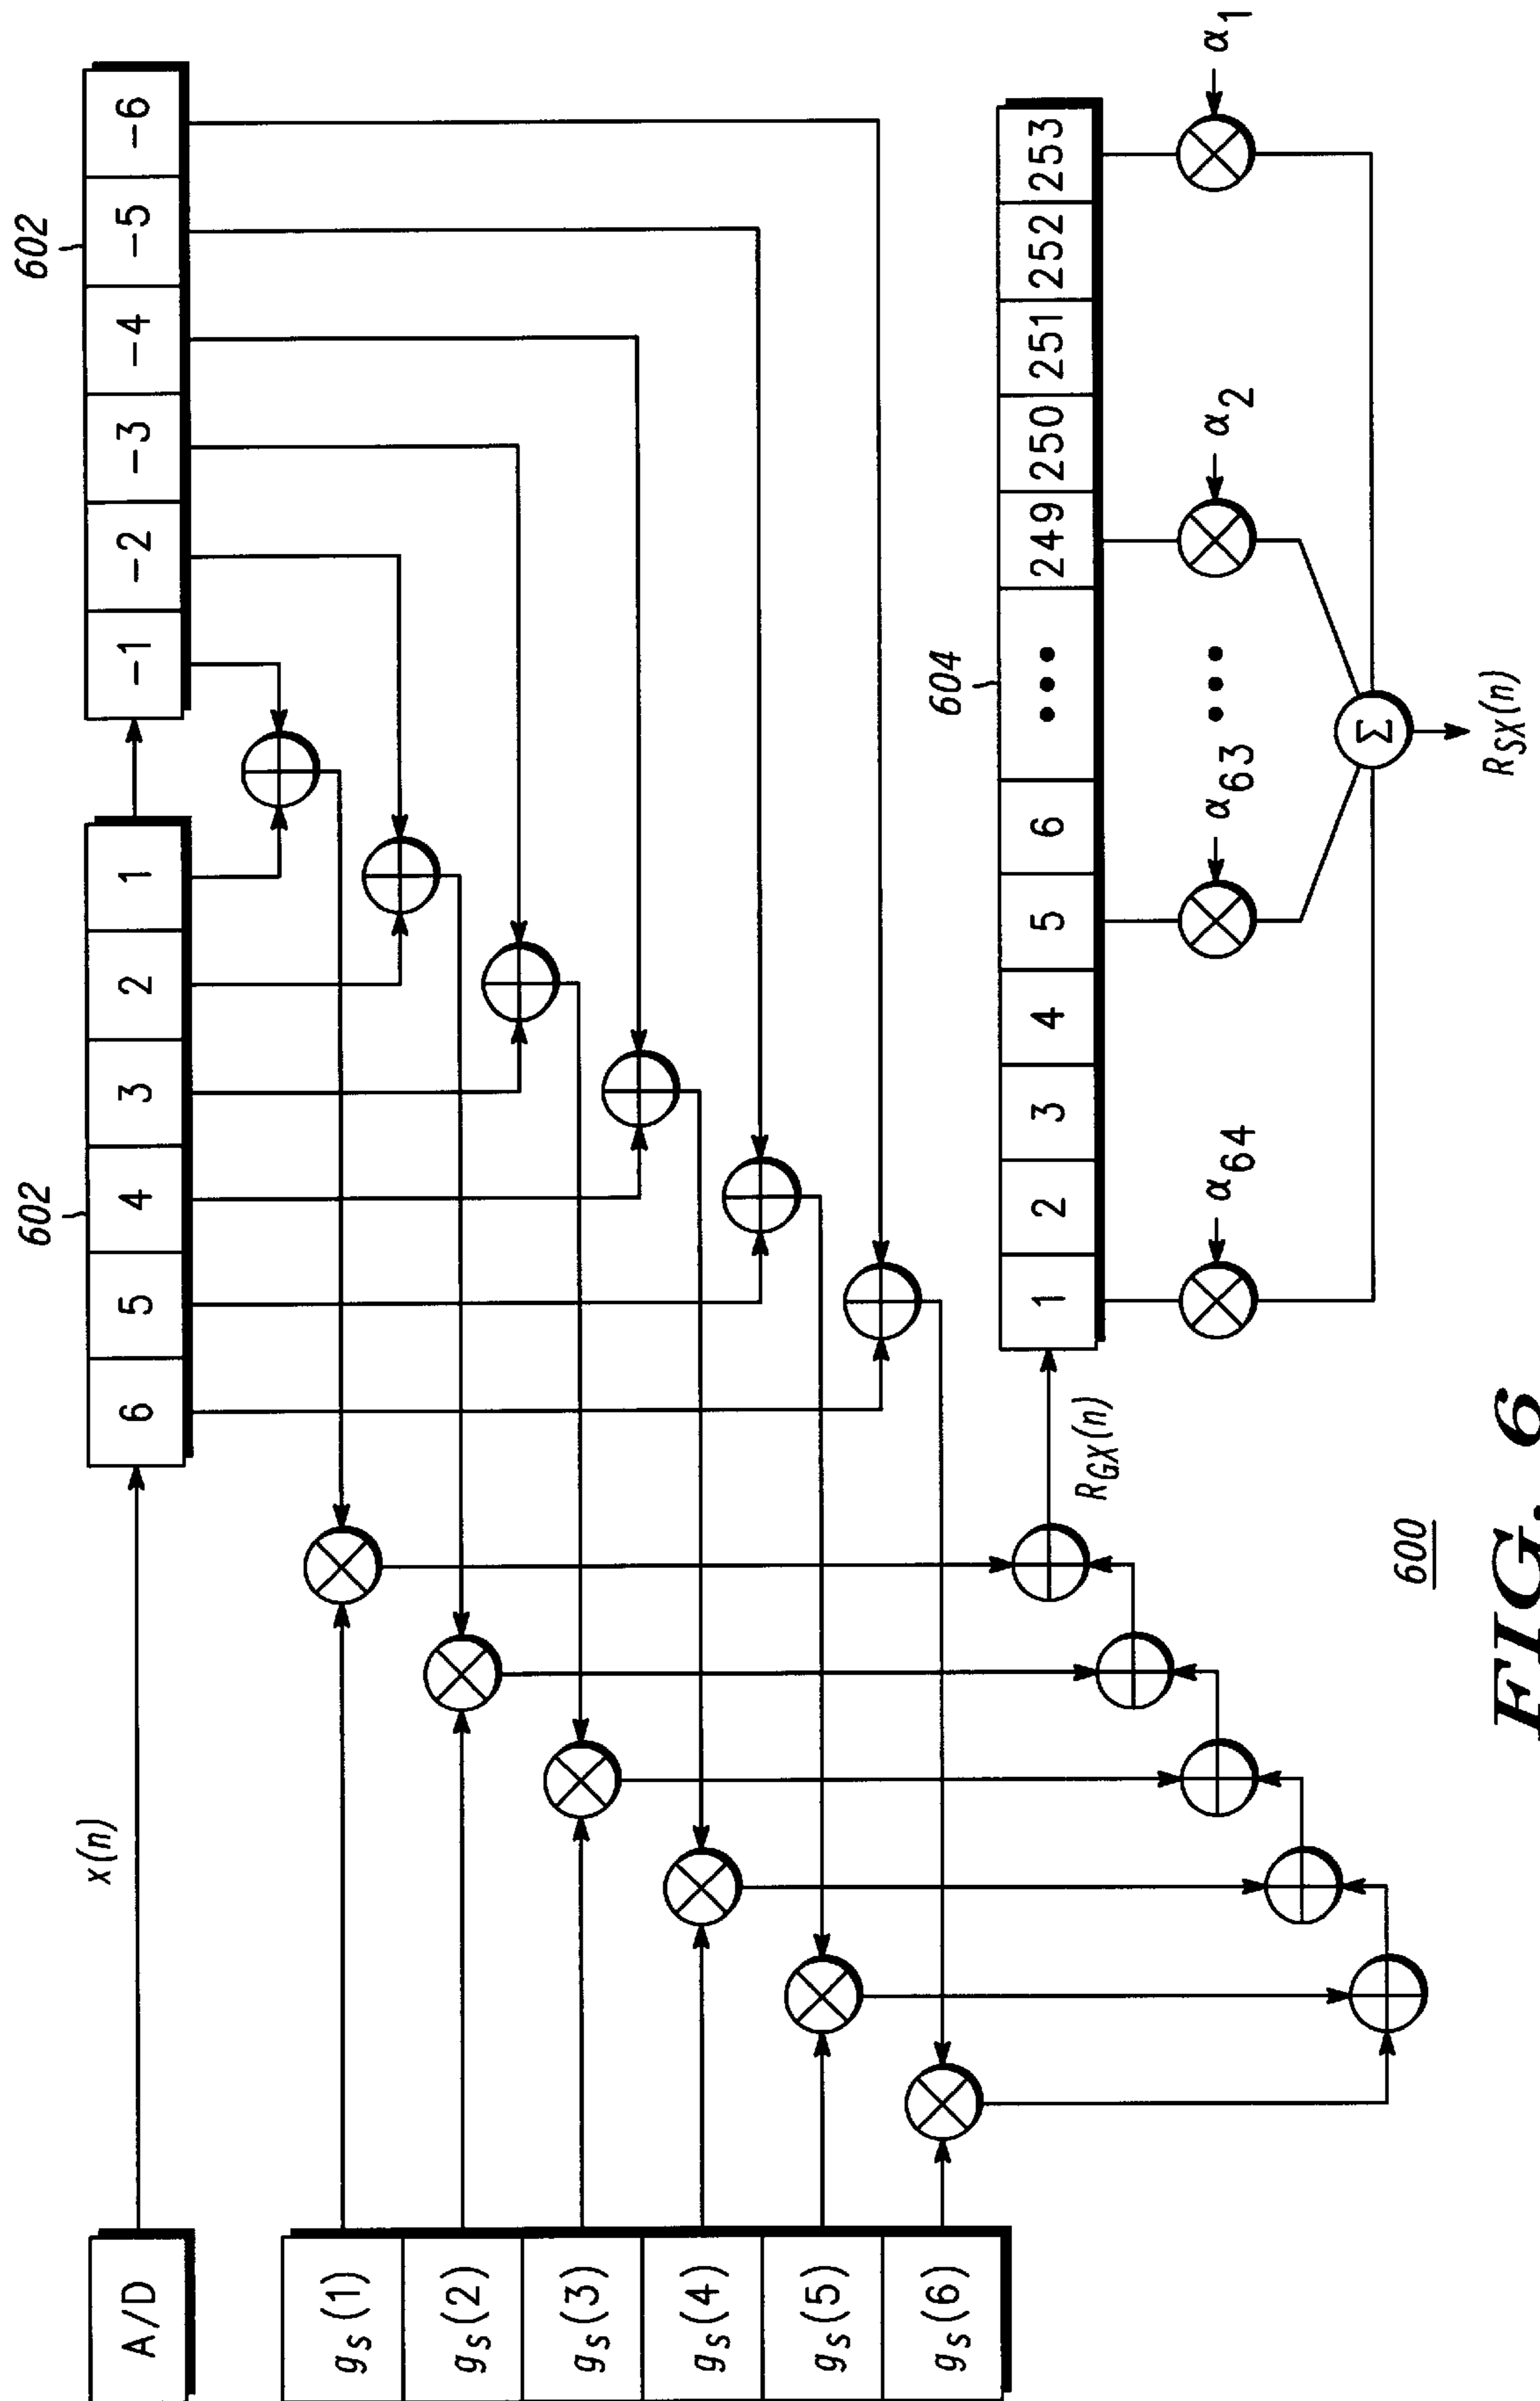 A/D
x(n)
602
6 5 4 3 2 1
602
-1 -2 -3 -4 -5 -6
g_s(1)
g_s(2)
g_s(3)
g_s(4)
g_s(5)
g_s(6)
R_GX(n)
604
1 2 3 4 5 6 ••• 249 250 251 252 253
α_64 α_63 ••• α_2 α_1
Σ
R_SX(n)
600
FIG. 6